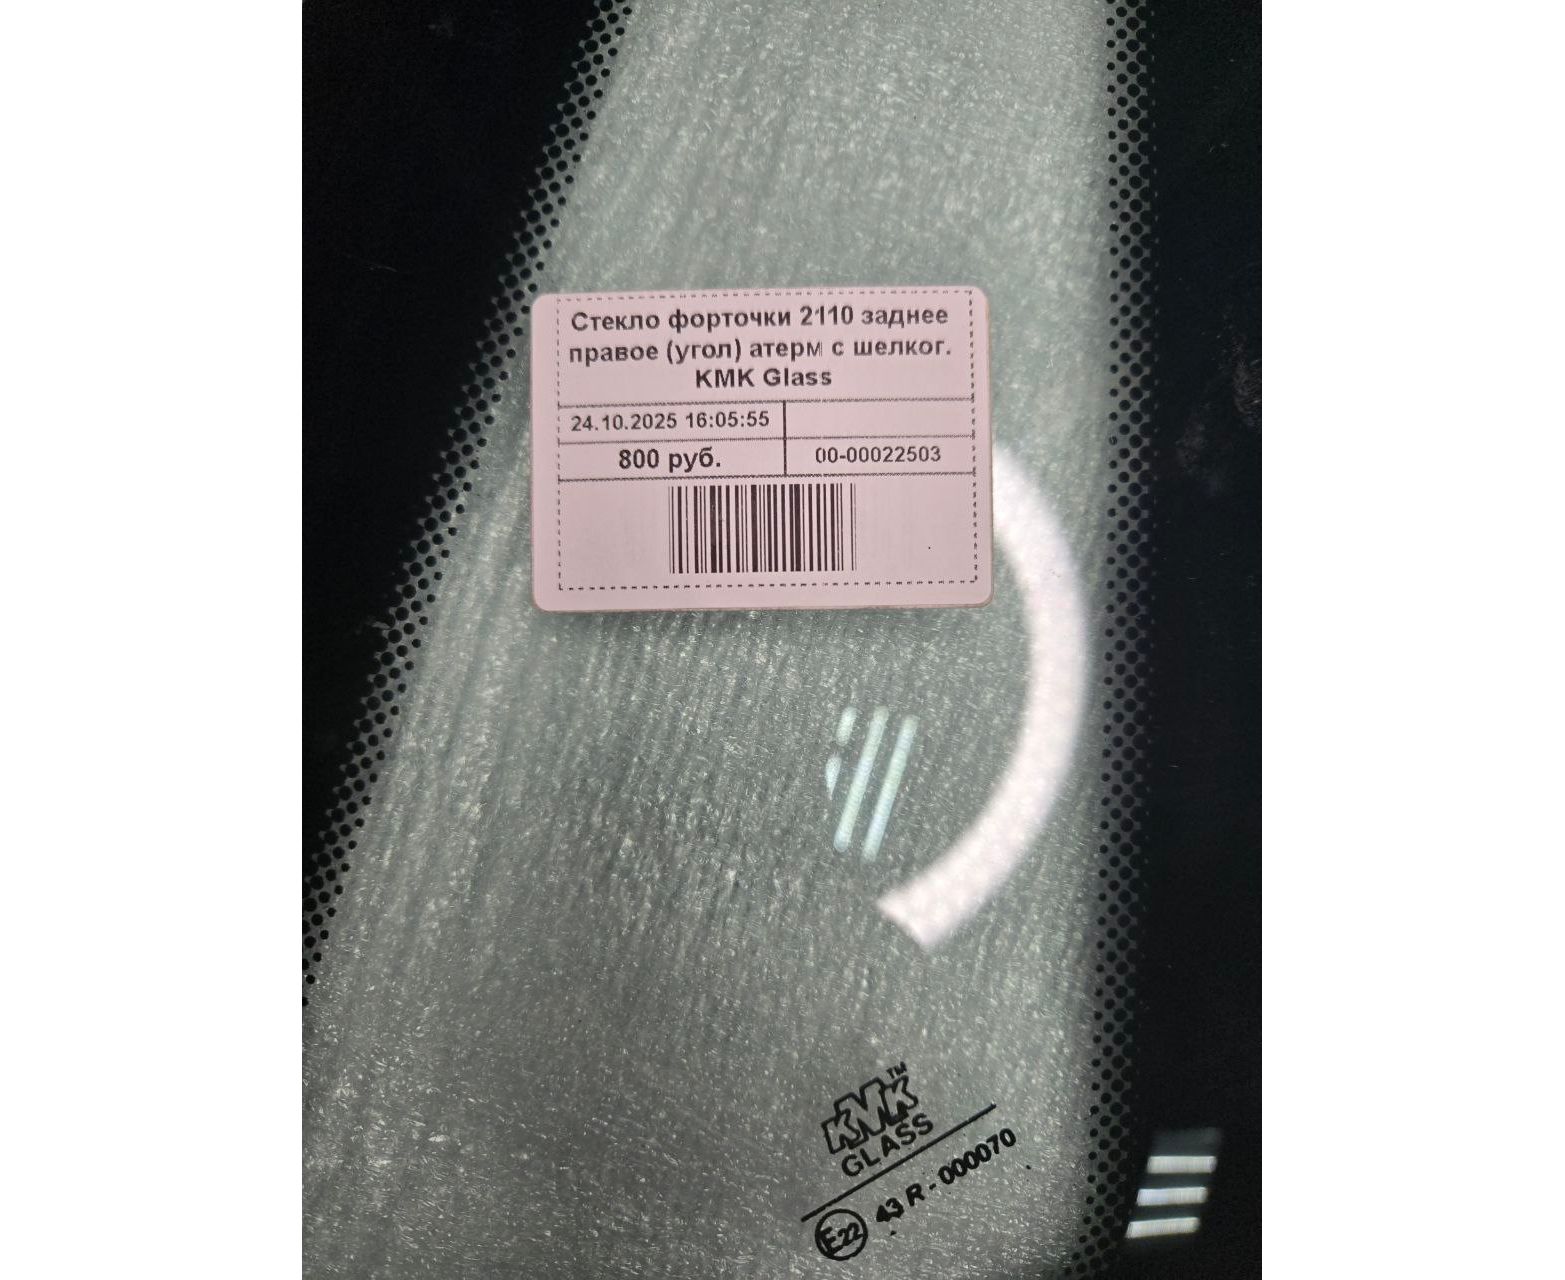 Стекло форточки 2110 заднее
правое (угол) атерм с шелког.
KMK Glass
24.10.2025 16:05:55
800 руб.
00-00022503
KMK™
GLASS
E22 43 R - 000070